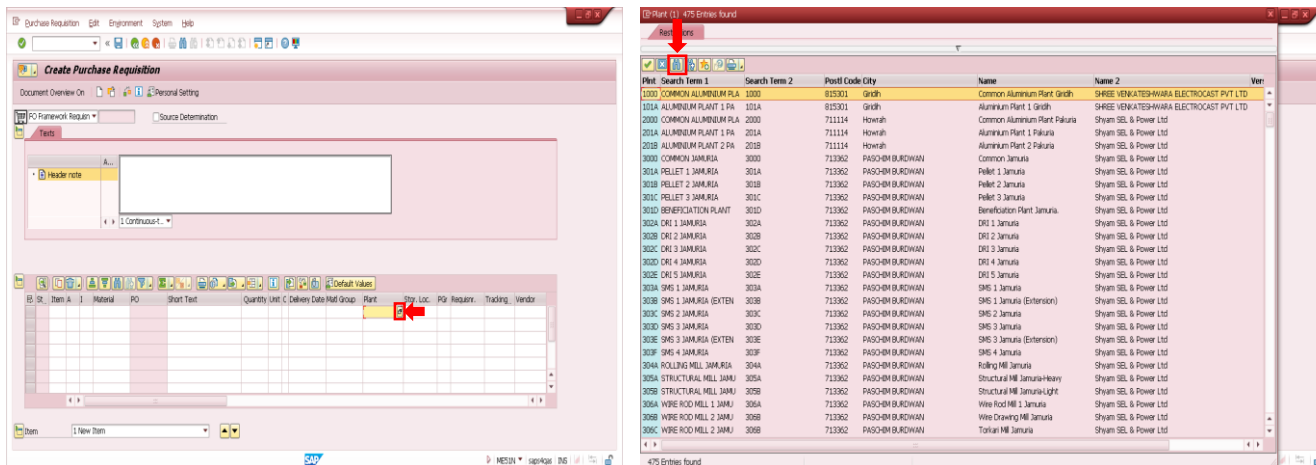 Purchase Requisition Edit Environment System Help
Create Purchase Requisition
Document Overview On Personal Setting
FO Framework Requisn Source Determination
Texts
A...
Header note
1 Continuous-t...
Default Values
St_ Item A I Material PO Short Text Quantity Unit C Delivery Date Matl Group Plant Stor. Loc. PGr Requisnr. Tracking_ Vendor
Item 1 New Item
SAP
ME51N saps4qas INS
Plant (1) 475 Entries found
Restrictions
Plnt Search Term 1 Search Term 2 Postl Code City Name Name 2 Vers
1000 COMMON ALUMINIUM PLA 1000 815301 Giridh Common Aluminium Plant Giridh SHREE VENKATESHWARA ELECTROCAST PVT LTD
101A ALUMINIUM PLANT 1 PA 101A 815301 Giridh Aluminium Plant 1 Giridh SHREE VENKATESHWARA ELECTROCAST PVT LTD
2000 COMMON ALUMINIUM PLA 2000 711114 Howrah Common Aluminium Plant Pakuria Shyam SEL & Power Ltd
201A ALUMINIUM PLANT 1 PA 201A 711114 Howrah Aluminium Plant 1 Pakuria Shyam SEL & Power Ltd
201B ALUMINIUM PLANT 2 PA 201B 711114 Howrah Aluminium Plant 2 Pakuria Shyam SEL & Power Ltd
3000 COMMON JAMURIA 3000 713362 PASCHIM BURDWAN Common Jamuria Shyam SEL & Power Ltd
301A PELLET 1 JAMURIA 301A 713362 PASCHIM BURDWAN Pellet 1 Jamuria Shyam SEL & Power Ltd
301B PELLET 2 JAMURIA 301B 713362 PASCHIM BURDWAN Pellet 2 Jamuria Shyam SEL & Power Ltd
301C PELLET 3 JAMURIA 301C 713362 PASCHIM BURDWAN Pellet 3 Jamuria Shyam SEL & Power Ltd
301D BENEFICIATION PLANT 301D 713362 PASCHIM BURDWAN Beneficiation Plant Jamuria. Shyam SEL & Power Ltd
302A DRI 1 JAMURIA 302A 713362 PASCHIM BURDWAN DRI 1 Jamuria Shyam SEL & Power Ltd
302B DRI 2 JAMURIA 302B 713362 PASCHIM BURDWAN DRI 2 Jamuria Shyam SEL & Power Ltd
302C DRI 3 JAMURIA 302C 713362 PASCHIM BURDWAN DRI 3 Jamuria Shyam SEL & Power Ltd
302D DRI 4 JAMURIA 302D 713362 PASCHIM BURDWAN DRI 4 Jamuria Shyam SEL & Power Ltd
302E DRI 5 JAMURIA 302E 713362 PASCHIM BURDWAN DRI 5 Jamuria Shyam SEL & Power Ltd
303A SMS 1 JAMURIA 303A 713362 PASCHIM BURDWAN SMS 1 Jamuria Shyam SEL & Power Ltd
303B SMS 1 JAMURIA (EXTEN 303B 713362 PASCHIM BURDWAN SMS 1 Jamuria (Extension) Shyam SEL & Power Ltd
303C SMS 2 JAMURIA 303C 713362 PASCHIM BURDWAN SMS 2 Jamuria Shyam SEL & Power Ltd
303D SMS 3 JAMURIA 303D 713362 PASCHIM BURDWAN SMS 3 Jamuria Shyam SEL & Power Ltd
303E SMS 3 JAMURIA (EXTEN 303E 713362 PASCHIM BURDWAN SMS 3 Jamuria (Extension) Shyam SEL & Power Ltd
303F SMS 4 JAMURIA 303F 713362 PASCHIM BURDWAN SMS 4 Jamuria Shyam SEL & Power Ltd
304A ROLLING MILL JAMURIA 304A 713362 PASCHIM BURDWAN Rolling Mill Jamuria Shyam SEL & Power Ltd
305A STRUCTURAL MILL JAMU 305A 713362 PASCHIM BURDWAN Structural Mill Jamuria-Heavy Shyam SEL & Power Ltd
305B STRUCTURAL MILL JAMU 305B 713362 PASCHIM BURDWAN Structural Mill Jamuria-Light Shyam SEL & Power Ltd
306A WIRE ROD MILL 1 JAMU 306A 713362 PASCHIM BURDWAN Wire Rod Mill 1 Jamuria Shyam SEL & Power Ltd
306B WIRE ROD MILL 2 JAMU 306B 713362 PASCHIM BURDWAN Wire Drawing Mill Jamuria Shyam SEL & Power Ltd
306C WIRE ROD MILL 2 JAMU 306B 713362 PASCHIM BURDWAN Torkari Mill Jamuria Shyam SEL & Power Ltd
475 Entries found